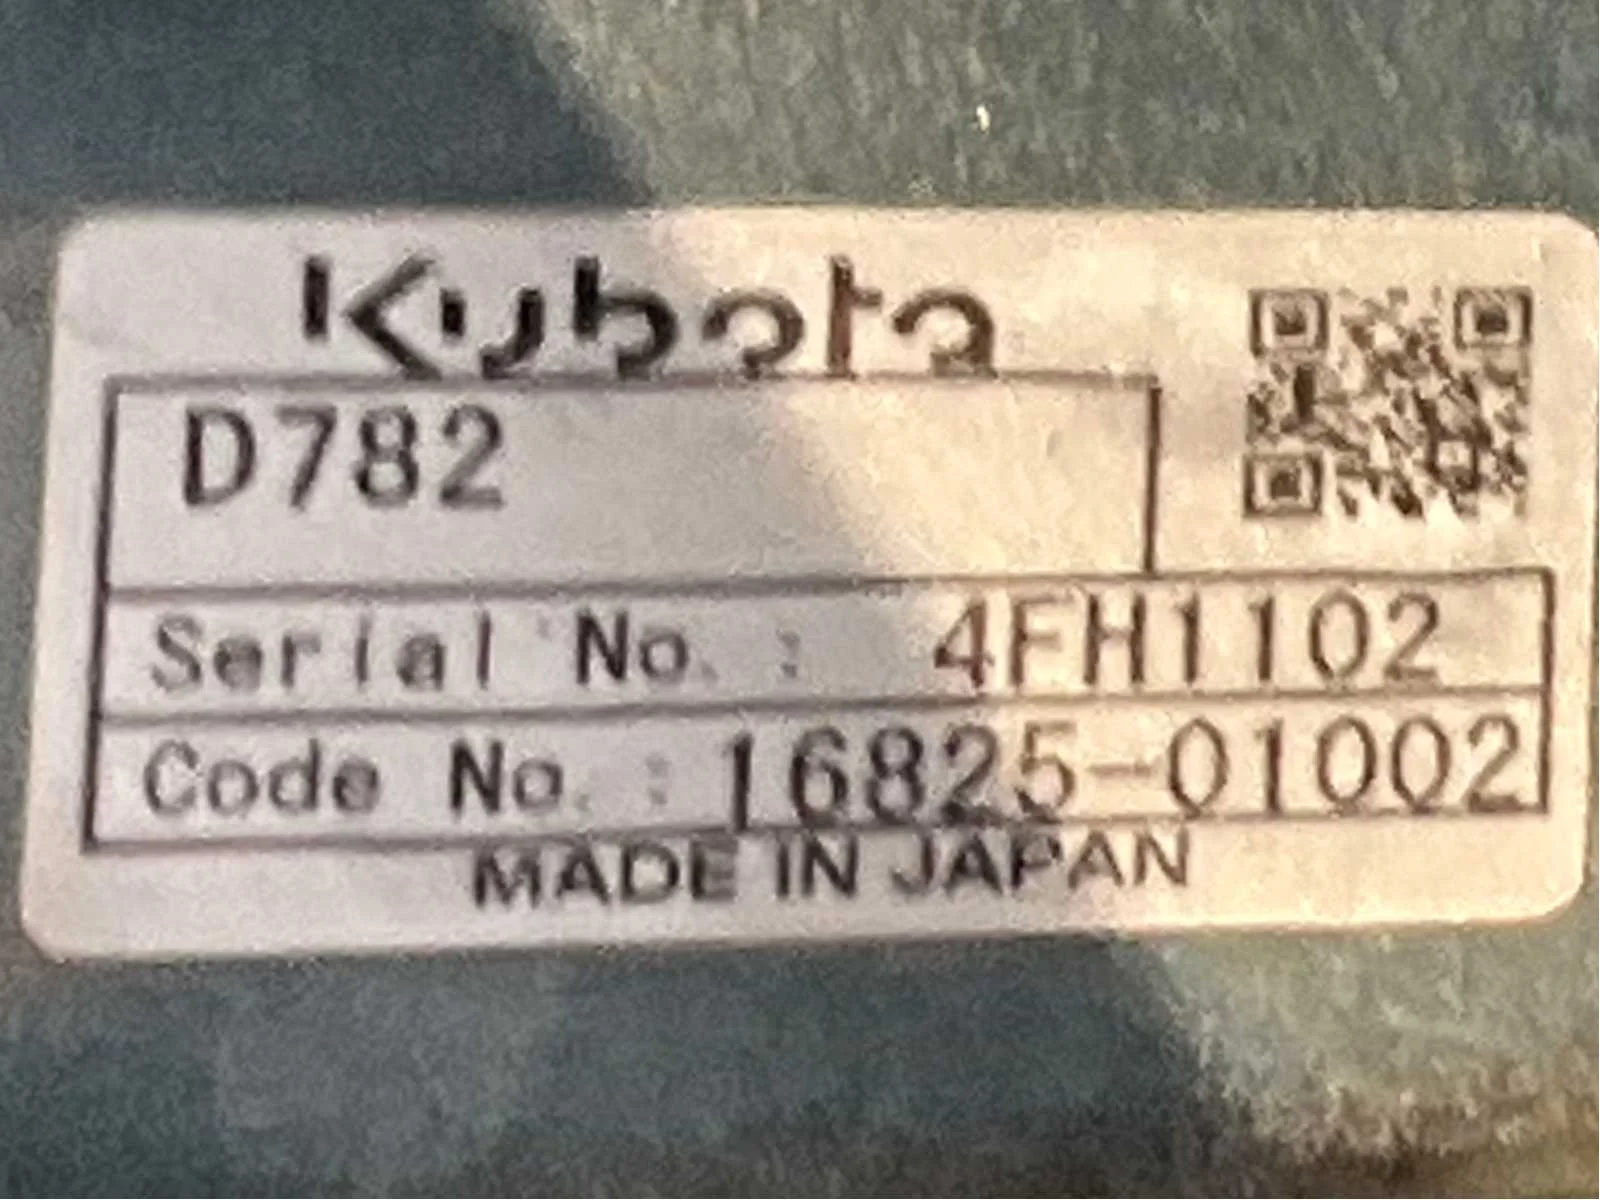 Kubota
D782
Serial No. : 4FH1102
Code No. : 16825-01002
MADE IN JAPAN